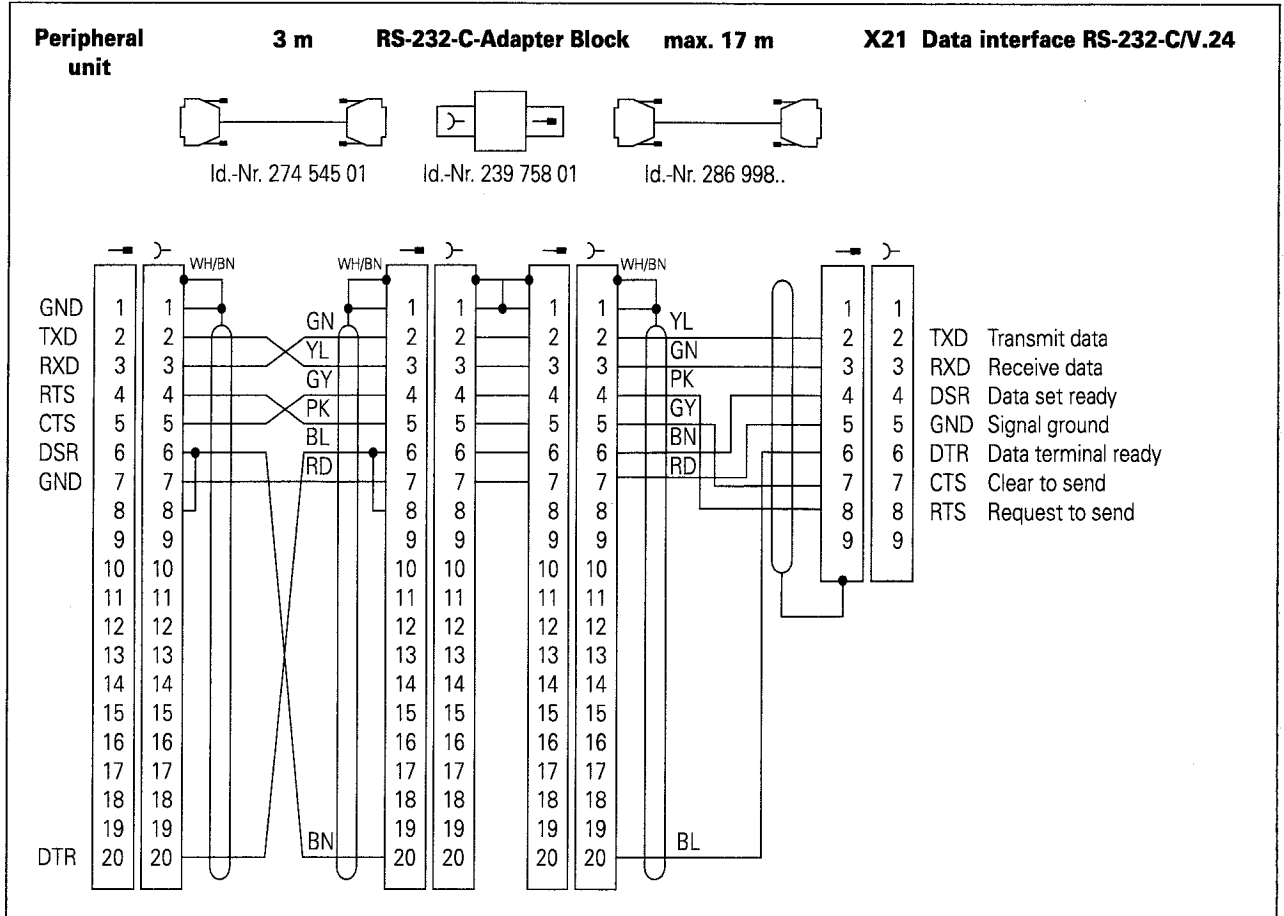 Peripheral unit 3 m RS-232-C-Adapter Block max. 17 m X21 Data interface RS-232-C/V.24
Id.-Nr. 274 545 01 Id.-Nr. 239 758 01 Id.-Nr. 286 998..
WH/BN WH/BN WH/BN
GND 1 1 1 1 1 1 1 1
GN YL
TXD 2 2 2 2 2 2 2 2 TXD Transmit data
YL GN
RXD 3 3 3 3 3 3 3 3 RXD Receive data
GY PK
RTS 4 4 4 4 4 4 4 4 DSR Data set ready
PK GY
CTS 5 5 5 5 5 5 5 5 GND Signal ground
BL BN
DSR 6 6 6 6 6 6 6 6 DTR Data terminal ready
RD RD
GND 7 7 7 7 7 7 7 7 CTS Clear to send
8 8 8 8 8 8 8 8 RTS Request to send
9 9 9 9 9 9 9 9
10 10 10 10 10 10
11 11 11 11 11 11
12 12 12 12 12 12
13 13 13 13 13 13
14 14 14 14 14 14
15 15 15 15 15 15
16 16 16 16 16 16
17 17 17 17 17 17
18 18 18 18 18 18
19 19 19 19 19 19
BN BL
DTR 20 20 20 20 20 20